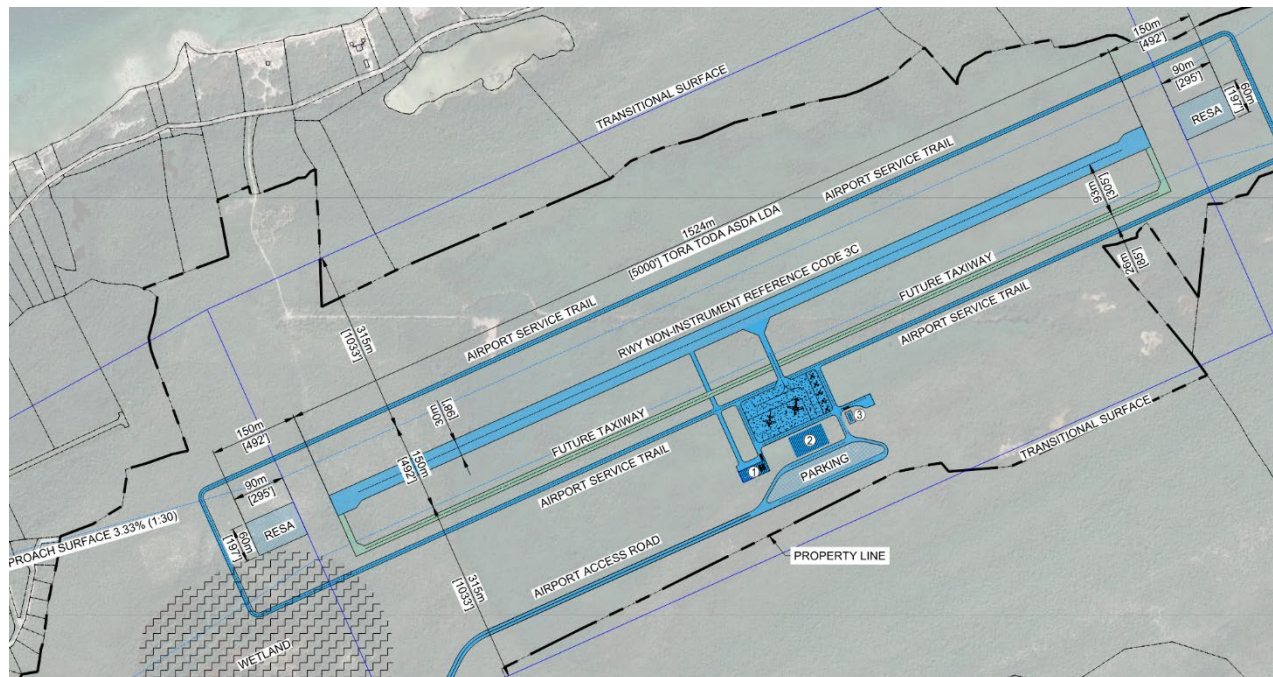 150m
[492']
90m
[295']
60m
[197']
RESA
TRANSITIONAL SURFACE
AIRPORT SERVICE TRAIL
93m
[305']
1524m
[5000'] TORA TODA ASDA LDA
26m
[85']
FUTURE TAXIWAY
RWY NON-INSTRUMENT REFERENCE CODE 3C
AIRPORT SERVICE TRAIL
AIRPORT SERVICE TRAIL
315m
[1033']
30m
[98']
150m
[492']
FUTURE TAXIWAY
AIRPORT SERVICE TRAIL
3
2
1
PARKING
TRANSITIONAL SURFACE
150m
[492']
90m
[295']
60m
[197']
RESA
PROACH SURFACE 3.33% (1:30)
315m
[1033']
AIRPORT ACCESS ROAD
PROPERTY LINE
WETLAND